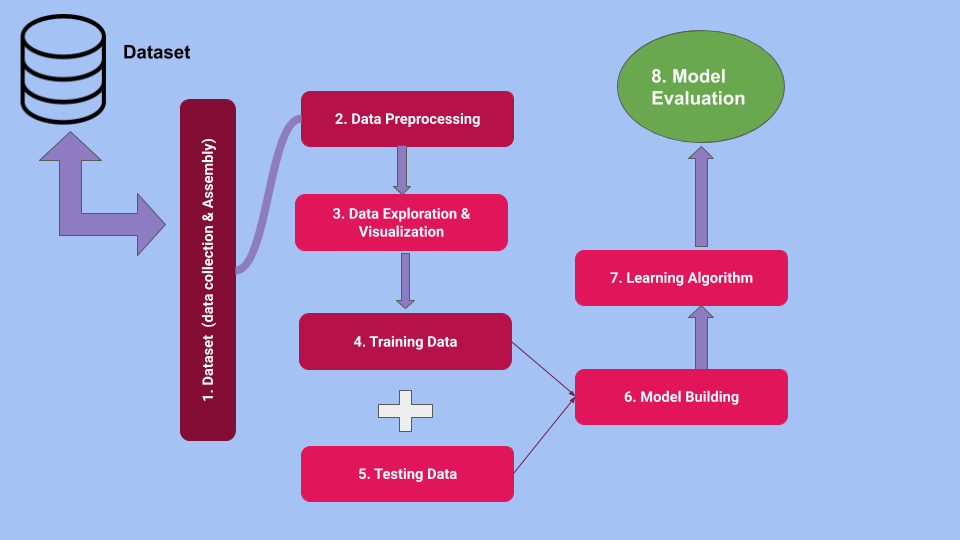 Dataset
1. Dataset  (data collection & Assembly)
2. Data Preprocessing
3. Data Exploration &
Visualization
4. Training Data
5. Testing Data
6. Model Building
7. Learning Algorithm
8. Model
Evaluation